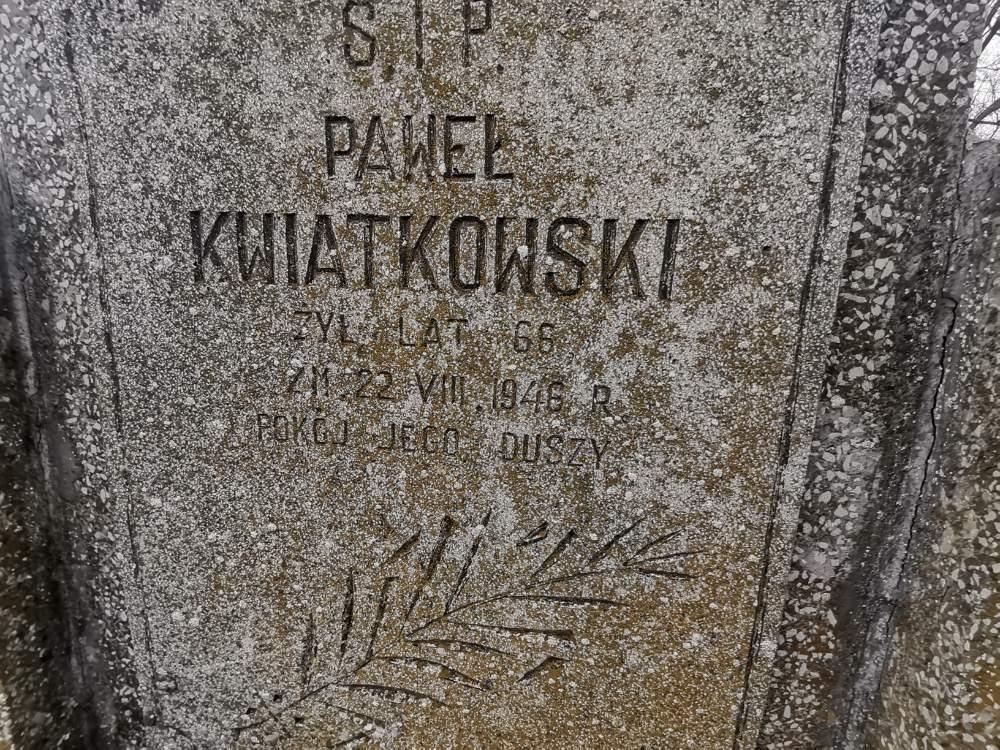 Ś. I P.
PAWEŁ
KWIATKOWSKI
ŻYŁ LAT 66
ZM. 22 VIII. 1946 R.
POKÓJ JEGO DUSZY